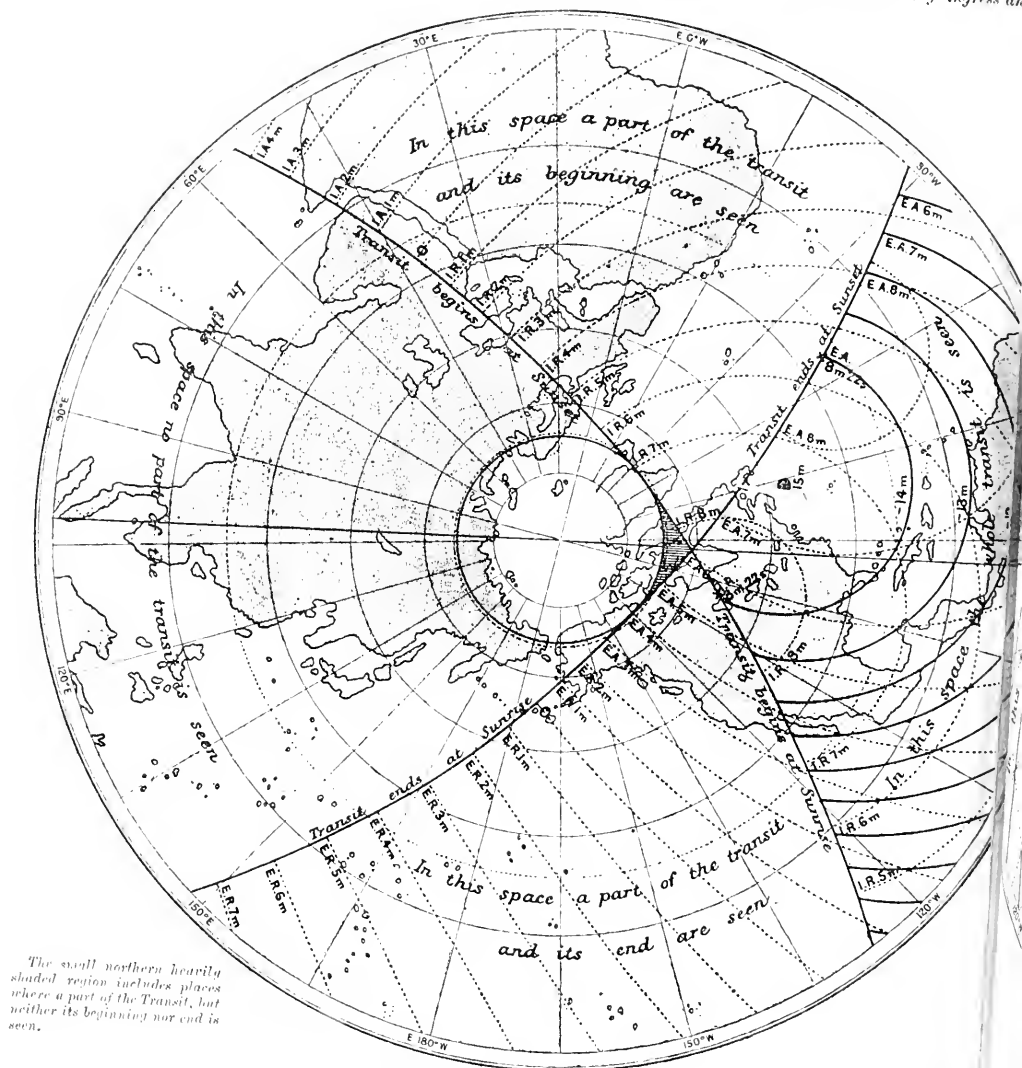 Ingress an
30°E
E G°W
60°E
30°W
I.A.4m
I.A.3m
I.A.2m
I.A.1m
In this space a part of the transit
and its beginning are seen
Transit begins
I.R.1m
I.R.2m
I.R.3m
I.R.4m
I.R.5m
I.R.6m
I.R.7m
E.A.6m
E.A.7m
E.A.8m
E.A.
8m22s
E.A.8m
Transit ends at Sunset
In this space no part of the transit is seen
In this space the whole transit is seen
15m
14m
13m
90°E
120°E
150°E
E.A.7m
E.A.4m
Transit begins at Sunrise
I.R.8m
I.R.7m
I.R.6m
I.R.5m
Transit ends at Sunrise
E.R.1m
E.R.2m
E.R.3m
E.R.4m
E.R.5m
E.R.6m
E.R.7m
In this space a part of the transit
and its end are seen
120°W
150°W
E 180°W
The small northern heavily
shaded region includes places
where a part of the Transit, but
neither its beginning nor end is
seen.